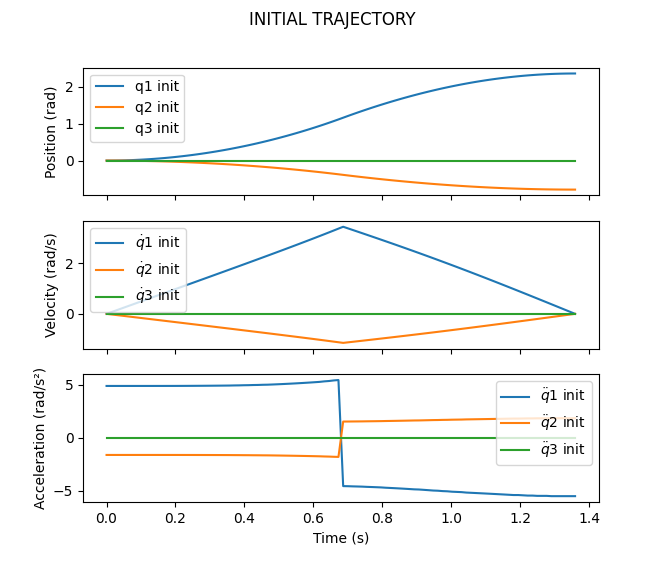 INITIAL TRAJECTORY
Position (rad)
2
1
0
q1 init
q2 init
q3 init
Velocity (rad/s)
2
0
q̇1 init
q̇2 init
q̇3 init
Acceleration (rad/s²)
5
0
−5
q̈1 init
q̈2 init
q̈3 init
0.0 0.2 0.4 0.6 0.8 1.0 1.2 1.4
Time (s)